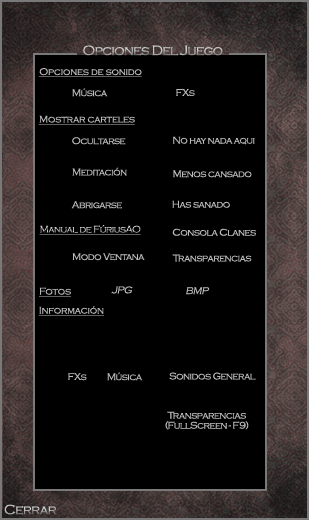 Opciones Del Juego
Opciones de sonido
Música FXs
Mostrar carteles
Ocultarse No hay nada aqui
Meditación Menos cansado
Abrigarse Has sanado
Manual de FúriusAO Consola Clanes
Modo Ventana Transparencias
Fotos JPG BMP
Información
FXs Música Sonidos General
Transparencias
(FullScreen - F9)
Cerrar